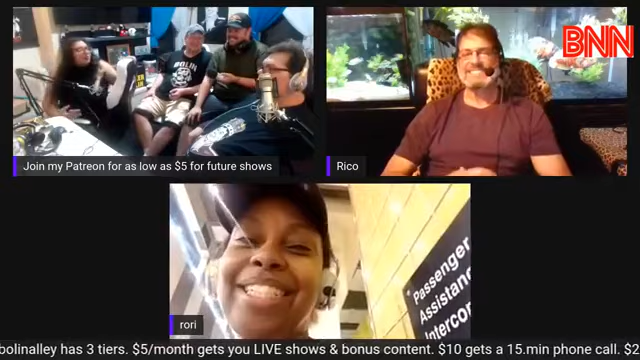 BNN
BOLIN
Join my Patreon for as low as $5 for future shows
Rico
Passenger
Assistance
Intercom
rori
bolinalley has 3 tiers. $5/month gets you LIVE shows & bonus content. $10 gets a 15.min phone call. $2